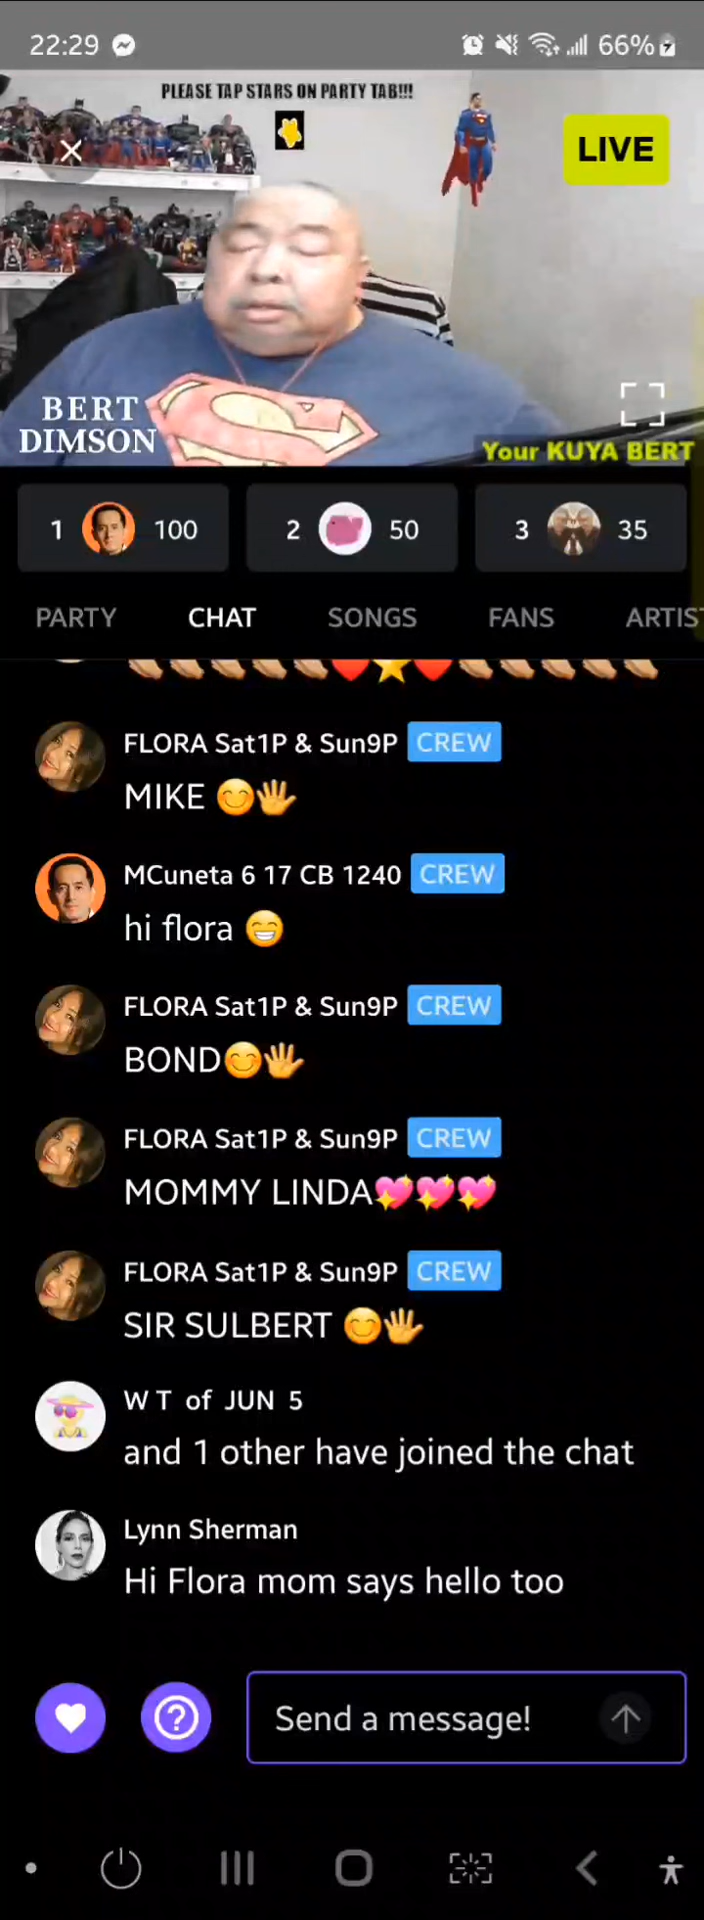 22:29
66%
PLEASE TAP STARS ON PARTY TAB!!!
LIVE
BERT
DIMSON
Your KUYA BERT
1 100
2 50
3 35
PARTY CHAT SONGS FANS ARTIS
FLORA Sat1P & Sun9P CREW
MIKE 😊🖐
MCuneta 6 17 CB 1240 CREW
hi flora 😁
FLORA Sat1P & Sun9P CREW
BOND😊🖐
FLORA Sat1P & Sun9P CREW
MOMMY LINDA💖💖💖
FLORA Sat1P & Sun9P CREW
SIR SULBERT 😊🖐
W T of JUN 5
and 1 other have joined the chat
Lynn Sherman
Hi Flora mom says hello too
Send a message!